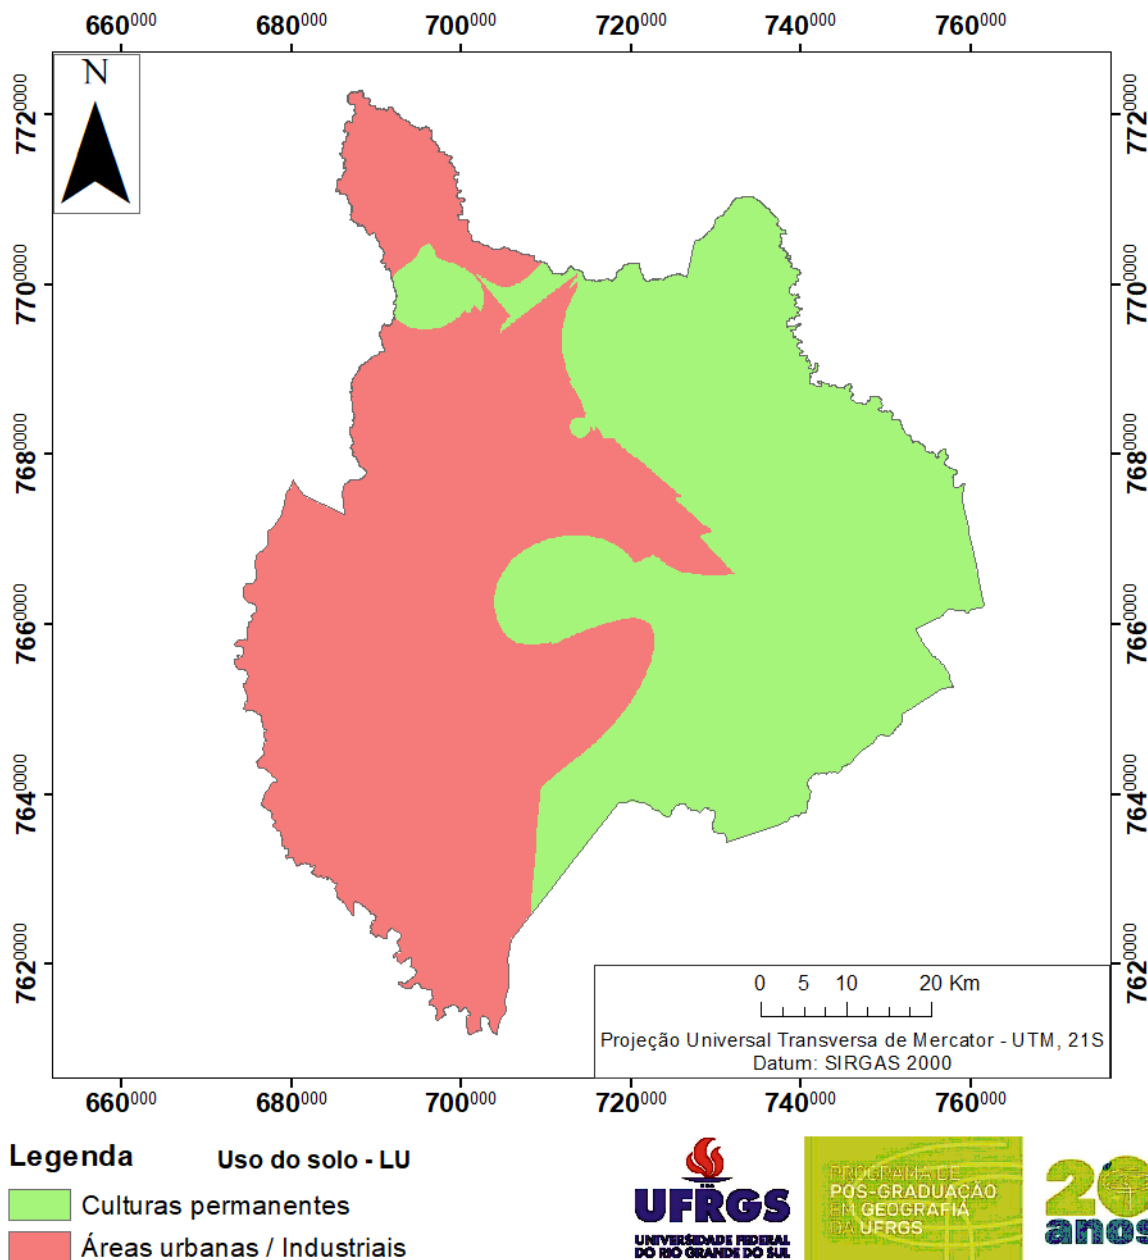 660000 680000 700000 720000 740000 760000
N
7720000 7720000
7700000 7700000
7680000 7680000
7660000 7660000
7640000 7640000
7620000 7620000
0 5 10 20 Km
Projeção Universal Transversa de Mercator - UTM, 21S
Datum: SIRGAS 2000
660000 680000 700000 720000 740000 760000
Legenda Uso do solo - LU
Culturas permanentes
Áreas urbanas / Industriais
UFRGS
UNIVERSIDADE FEDERAL
DO RIO GRANDE DO SUL
PROGRAMA DE
PÓS-GRADUAÇÃO
EM GEOGRAFIA
DA UFRGS
20
anos